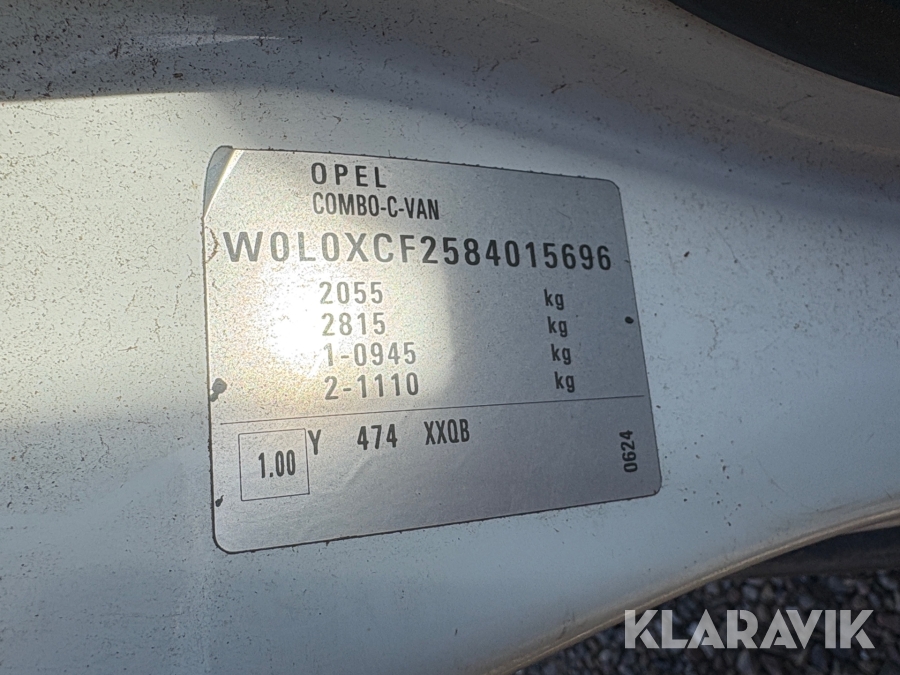 OPEL
COMBO-C-VAN
W0L0XCF2584015696
2055 kg
2815 kg
1-0945 kg
2-1110 kg
1.00 Y 474 XXQB
0624
KLARAVIK